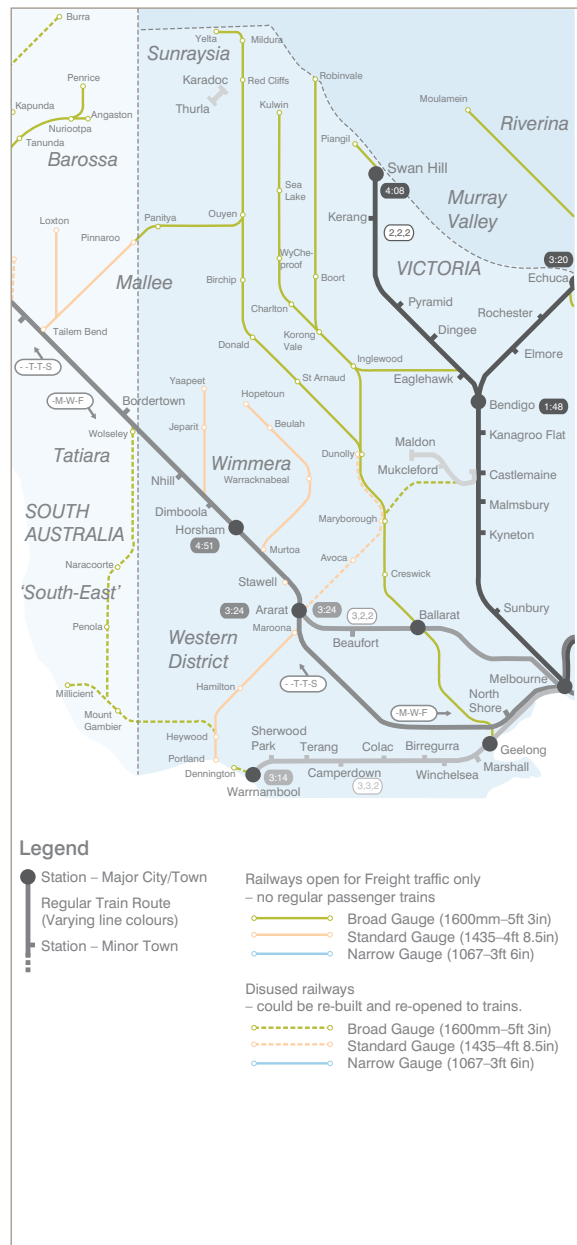 Burra
Yelta
Mildura
Sunraysia
Karadoc
Red Cliffs
Robinvale
Penrice
Thurla
Kulwin
Moulamein
Kapunda
Angaston
Nuriootpa
Riverina
Tanunda
Piangil
Barossa
Swan Hill
4:08
Sea
Lake
Murray
Valley
Loxton
Panitya
Ouyen
Kerang
2,2,2
Pinnaroo
WyChe-
proof
VICTORIA
3:20
Echuca
Mallee
Birchip
Boort
Charlton
Pyramid
Rochester
Tailem Bend
Donald
Korong
Vale
Dingee
Elmore
- -T-T-S
Inglewood
Yaapeet
St Arnaud
Eaglehawk
-M-W-F
Hopetoun
Bendigo
1:48
Bordertown
Wolseley
Jeparit
Beulah
Maldon
Kanagroo Flat
Tatiara
Wimmera
Dunolly
Mukcleford
Castlemaine
Nhill
Warracknabeal
Malmsbury
SOUTH
AUSTRALIA
Dimboola
Horsham
4:51
Maryborough
Kyneton
Murtoa
Avoca
Naracoorte
Stawell
Creswick
'South-East'
3:24
Ararat
3:24
3,2,2
Ballarat
Sunbury
Penola
Maroona
Beaufort
Western
District
Melbourne
- -T-T-S
Millicient
Hamilton
-M-W-F
North
Shore
Mount
Gambier
Heywood
Sherwood
Park
Terang
Colac
Birregurra
Geelong
Portland
Dennington
Camperdown
Winchelsea
Marshall
3:14
3,3,2
Warrnambool
Legend
Station – Major City/Town
Regular Train Route
(Varying line colours)
Station – Minor Town
Railways open for Freight traffic only
– no regular passenger trains
Broad Gauge (1600mm–5ft 3in)
Standard Gauge (1435–4ft 8.5in)
Narrow Gauge (1067–3ft 6in)
Disused railways
– could be re-built and re-opened to trains.
Broad Gauge (1600mm–5ft 3in)
Standard Gauge (1435–4ft 8.5in)
Narrow Gauge (1067–3ft 6in)